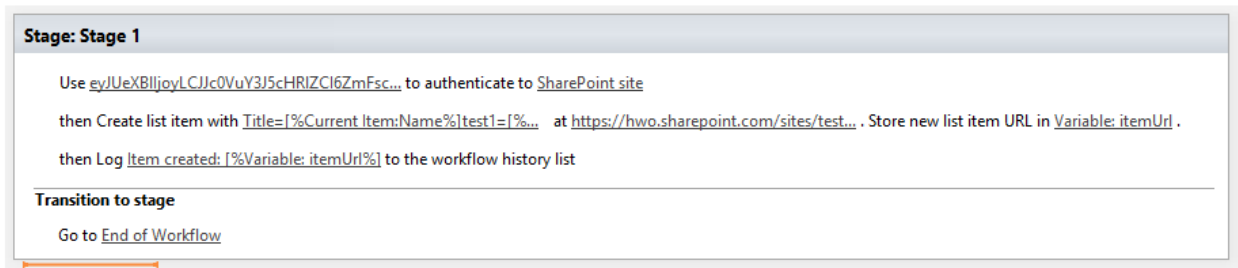 Stage: Stage 1
Use eyJUeXBlIjoyLCJJc0VuY3J5cHRlZCI6ZmFsc... to authenticate to SharePoint site
then Create list item with Title=[%Current Item:Name%]test1=[%... at https://hwo.sharepoint.com/sites/test... . Store new list item URL in Variable: itemUrl .
then Log Item created: [%Variable: itemUrl%] to the workflow history list
Transition to stage
Go to End of Workflow